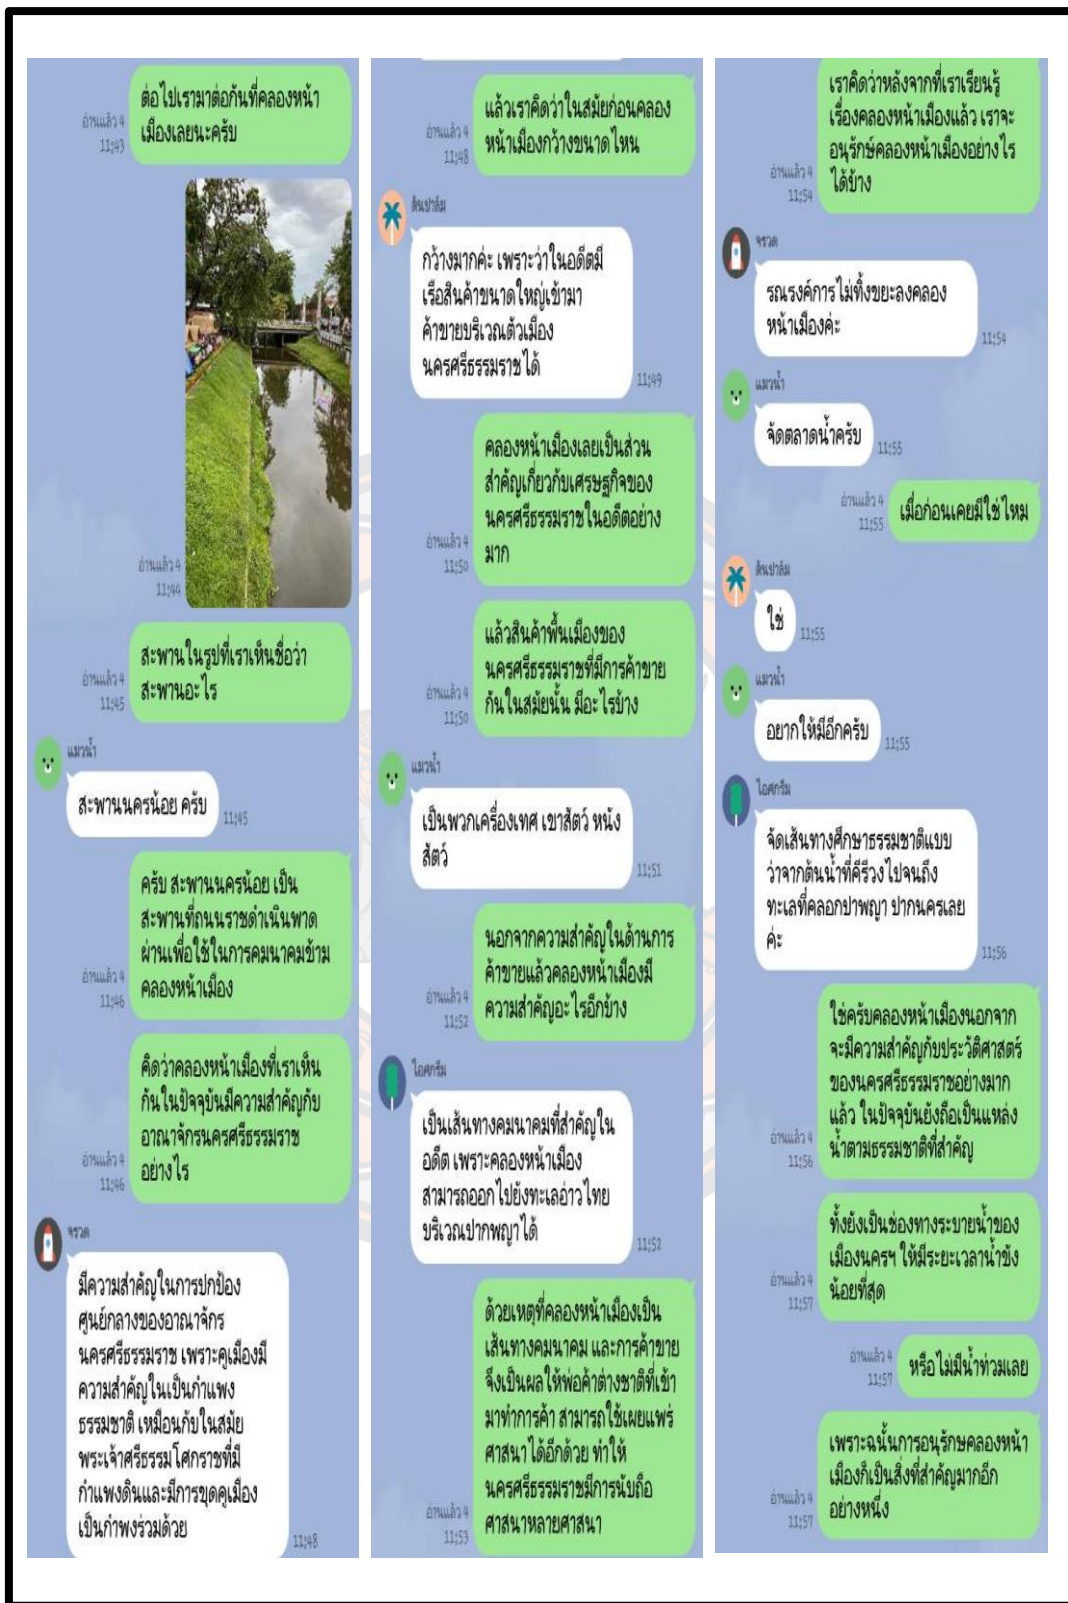 ต่อไปเรามาต่อกันที่คลองหน้า
เมืองเลยนะครับ
อ่านแล้ว 4
11:43
อ่านแล้ว 4
11:44
สะพานในรูปที่เราเห็นชื่อว่า
สะพานอะไร
อ่านแล้ว 4
11:45
แมวน้ำ
สะพานนครน้อย ครับ
11:45
ครับ สะพานนครน้อย เป็น
สะพานที่ถนนราชดำเนินพาด
ผ่านเพื่อใช้ในการคมนาคมข้าม
คลองหน้าเมือง
อ่านแล้ว 4
11:46
คิดว่าคลองหน้าเมืองที่เราเห็น
กันในปัจจุบันมีความสำคัญกับ
อาณาจักรนครศรีธรรมราช
อย่างไร
อ่านแล้ว 4
11:46
จรวด
มีความสำคัญในการปกป้อง
ศูนย์กลางของอาณาจักร
นครศรีธรรมราช เพราะคูเมืองมี
ความสำคัญในเป็นกำแพง
ธรรมชาติ เหมือนกับในสมัย
พระเจ้าศรีธรรมโศกราชที่มี
กำแพงดินและมีการขุดคูเมือง
เป็นกำพงร่วมด้วย
11:48
แล้วเราคิดว่าในสมัยก่อนคลอง
หน้าเมืองกว้างขนาดไหน
อ่านแล้ว 4
11:48
ต้นปาล์ม
กว้างมากค่ะ เพราะว่าในอดีตมี
เรือสินค้าขนาดใหญ่เข้ามา
ค้าขายบริเวณตัวเมือง
นครศรีธรรมราชได้
11:49
คลองหน้าเมืองเลยเป็นส่วน
สำคัญเกี่ยวกับเศรษฐกิจของ
นครศรีธรรมราชในอดีตอย่าง
มาก
อ่านแล้ว 4
11:50
แล้วสินค้าพื้นเมืองของ
นครศรีธรรมราชที่มีการค้าขาย
กันในสมัยนั้น มีอะไรบ้าง
อ่านแล้ว 4
11:50
แมวน้ำ
เป็นพวกเครื่องเทศ เขาสัตว์ หนัง
สัตว์
11:51
นอกจากความสำคัญในด้านการ
ค้าขายแล้วคลองหน้าเมืองมี
ความสำคัญอะไรอีกบ้าง
อ่านแล้ว 4
11:52
ไอศกรีม
เป็นเส้นทางคมนาคมที่สำคัญใน
อดีต เพราะคลองหน้าเมือง
สามารถออกไปยังทะเลอ่าวไทย
บริเวณปากพญาได้
11:52
ด้วยเหตุที่คลองหน้าเมืองเป็น
เส้นทางคมนาคม และการค้าขาย
จึงเป็นผลให้พ่อค้าต่างชาติที่เข้า
มาทำการค้า สามารถใช้เผยแพร่
ศาสนาได้อีกด้วย ทำให้
นครศรีธรรมราชมีการนับถือ
ศาสนาหลายศาสนา
อ่านแล้ว 4
11:53
เราคิดว่าหลังจากที่เราเรียนรู้
เรื่องคลองหน้าเมืองแล้ว เราจะ
อนุรักษ์คลองหน้าเมืองอย่างไร
ได้บ้าง
อ่านแล้ว 4
11:54
จรวด
รณรงค์การไม่ทิ้งขยะลงคลอง
หน้าเมืองค่ะ
11:54
แมวน้ำ
จัดตลาดน้ำครับ
11:55
เมื่อก่อนเคยมีใช่ไหม
อ่านแล้ว 4
11:55
ต้นปาล์ม
ใช่
11:55
แมวน้ำ
อยากให้มีอีกครับ
11:55
ไอศกรีม
จัดเส้นทางศึกษาธรรมชาติแบบ
ว่าจากต้นน้ำที่คีรีวงไปจนถึง
ทะเลที่คลอกปาพญา ปากนครเลย
ค่ะ
11:56
ใช่ครับคลองหน้าเมืองนอกจาก
จะมีความสำคัญกับประวัติศาสตร์
ของนครศรีธรรมราชอย่างมาก
แล้ว ในปัจจุบันยังถือเป็นแหล่ง
น้ำตามธรรมชาติที่สำคัญ
อ่านแล้ว 4
11:56
ทั้งยังเป็นช่องทางระบายน้ำของ
เมืองนครฯ ให้มีระยะเวลาน้ำขัง
น้อยที่สุด
อ่านแล้ว 4
11:57
หรือไม่มีน้ำท่วมเลย
อ่านแล้ว 4
11:57
เพราะฉนั้นการอนุรักษคลองหน้า
เมืองก็เป็นสิ่งที่สำคัญมากอีก
อย่างหนึ่ง
อ่านแล้ว 4
11:57